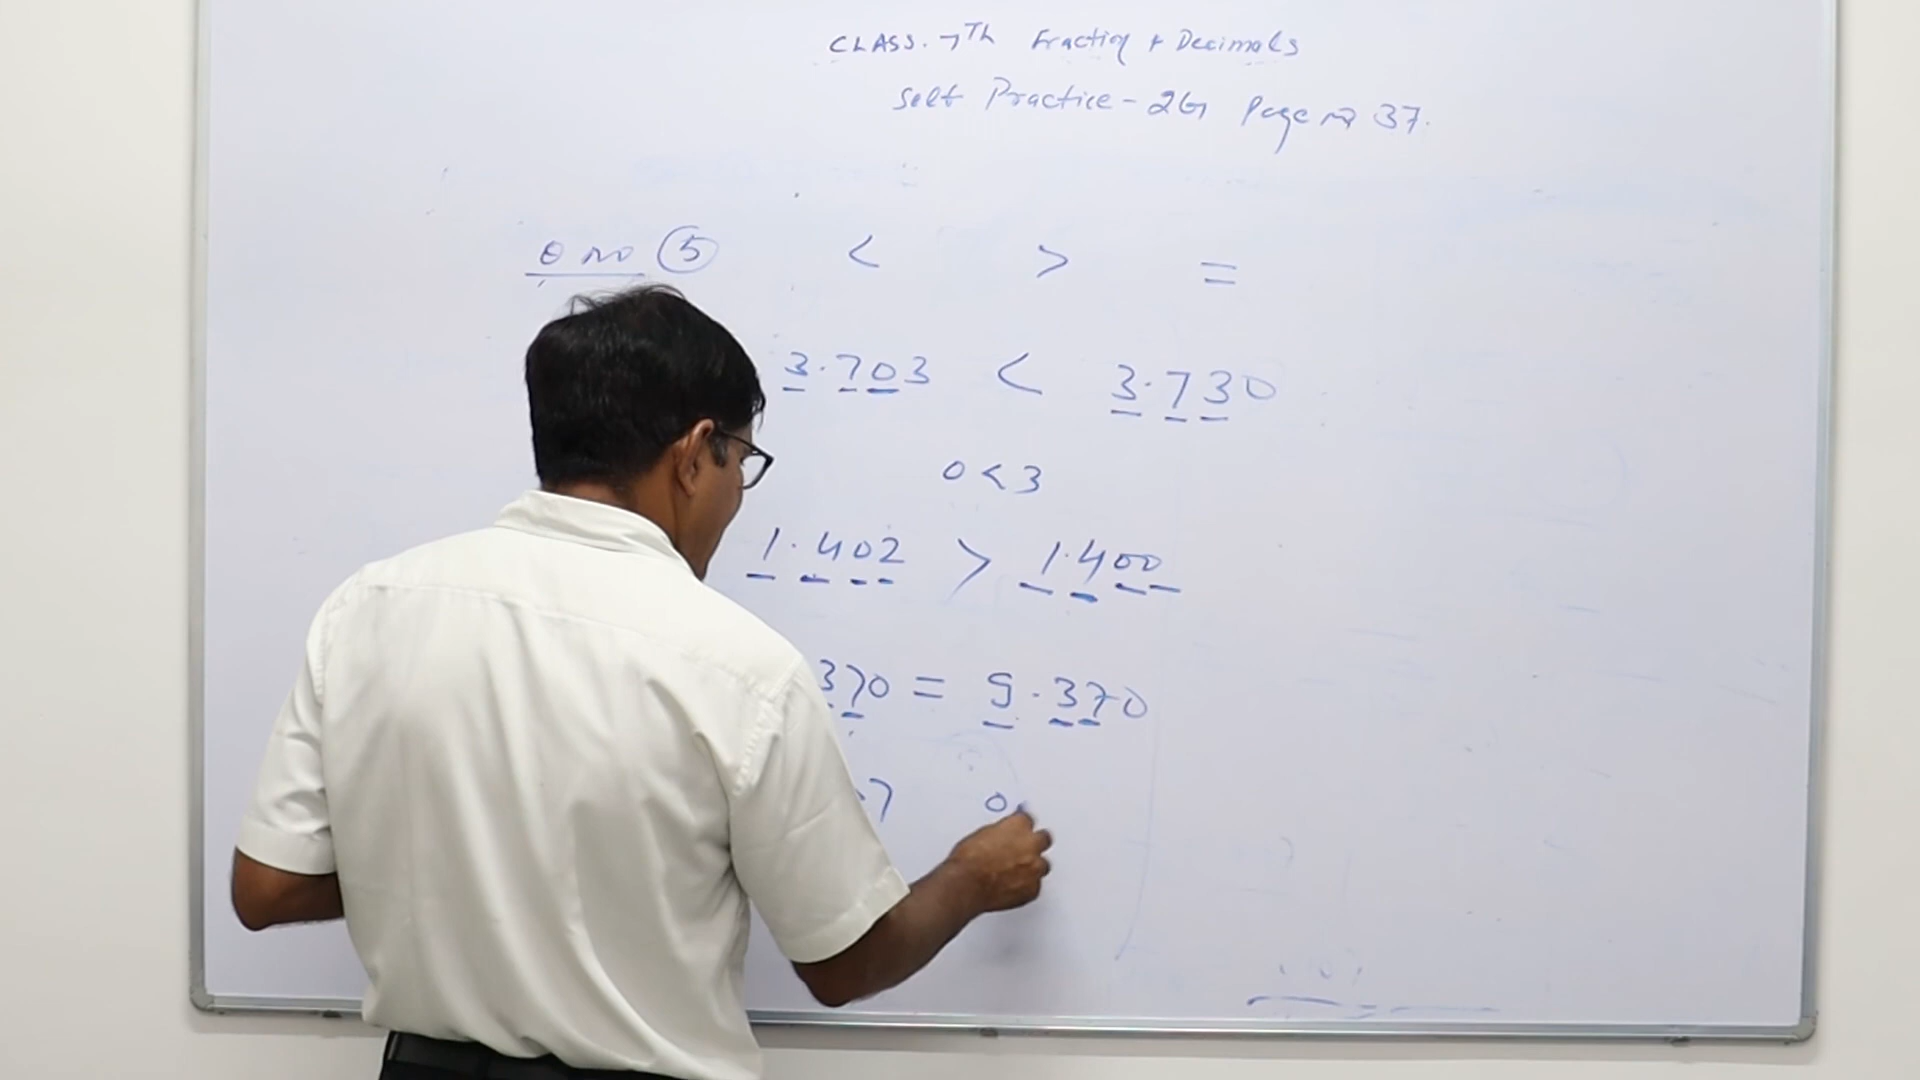 CLASS. 7Th Fraction & Decimals
Self Practice - 2G Page no 37.
Q no 5 < > =
3.703 < 3.730
0 < 3
1.402 > 1.400
370 = 9.370
7 0